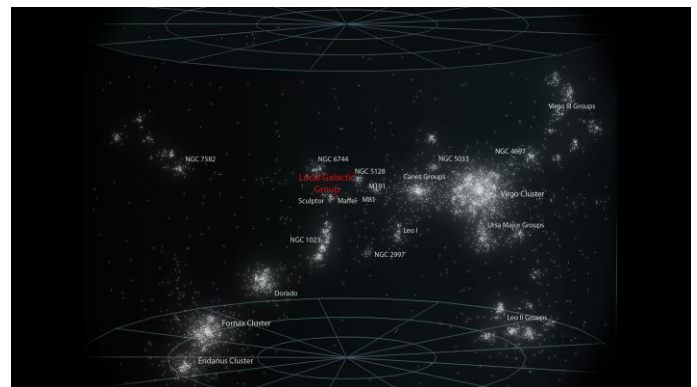 Virgo III Groups
NGC 7582
NGC 6744
NGC 5033
NGC 4697
NGC 5128
Local Galactic
Group
Canes Groups
M101
Sculptor
Maffei
M81
Virgo Cluster
Ursa Major Groups
Leo I
NGC 1023
NGC 2997
Dorado
Leo II Groups
Fornax Cluster
Eridanus Cluster